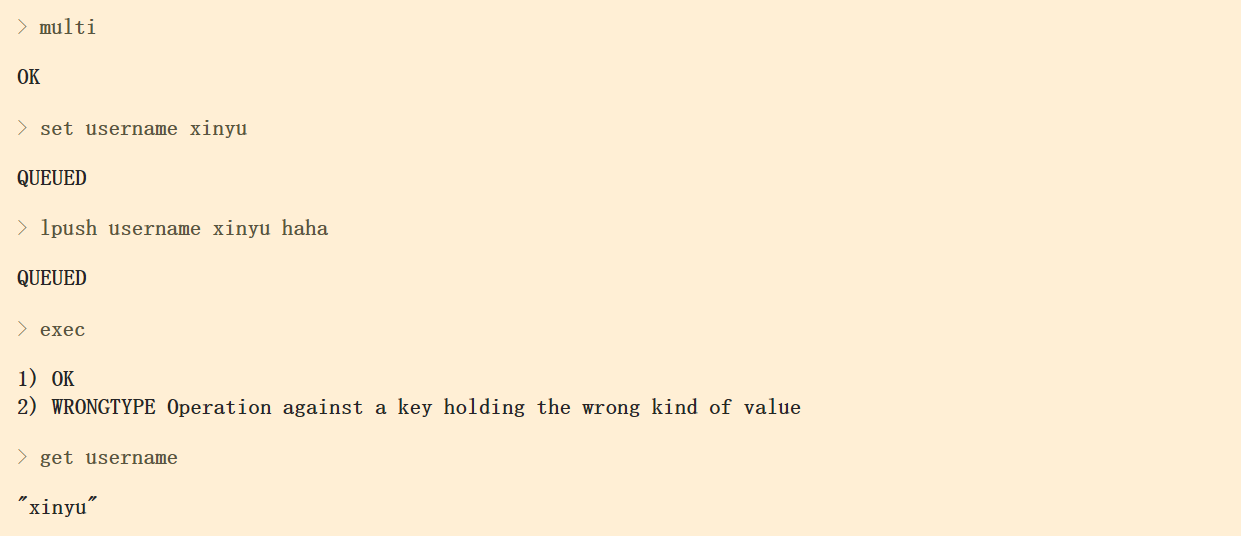 > multi
OK
> set username xinyu
QUEUED
> lpush username xinyu haha
QUEUED
> exec
1) OK
2) WRONGTYPE Operation against a key holding the wrong kind of value
> get username
"xinyu"